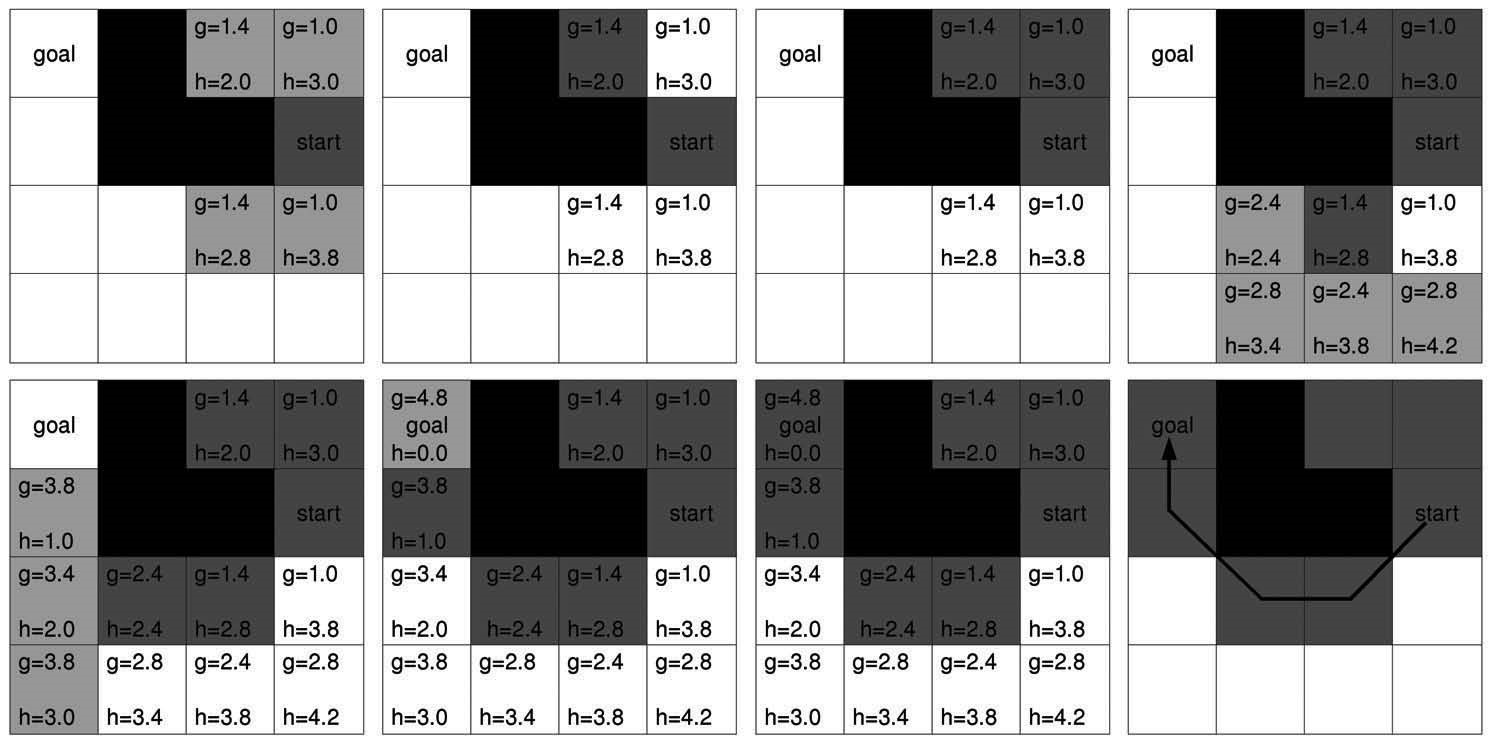 goal g=1.4 g=1.0
h=2.0 h=3.0
start
g=1.4 g=1.0
h=2.8 h=3.8
goal g=1.4 g=1.0
h=2.0 h=3.0
start
g=1.4 g=1.0
h=2.8 h=3.8
goal g=1.4 g=1.0
h=2.0 h=3.0
start
g=1.4 g=1.0
h=2.8 h=3.8
goal g=1.4 g=1.0
h=2.0 h=3.0
start
g=2.4 g=1.4 g=1.0
h=2.4 h=2.8 h=3.8
g=2.8 g=2.4 g=2.8
h=3.4 h=3.8 h=4.2
goal g=1.4 g=1.0
h=2.0 h=3.0
g=3.8 start
h=1.0
g=3.4 g=2.4 g=1.4 g=1.0
h=2.0 h=2.4 h=2.8 h=3.8
g=3.8 g=2.8 g=2.4 g=2.8
h=3.0 h=3.4 h=3.8 h=4.2
g=4.8 g=1.4 g=1.0
goal
h=0.0 h=2.0 h=3.0
g=3.8 start
h=1.0
g=3.4 g=2.4 g=1.4 g=1.0
h=2.0 h=2.4 h=2.8 h=3.8
g=3.8 g=2.8 g=2.4 g=2.8
h=3.0 h=3.4 h=3.8 h=4.2
g=4.8 g=1.4 g=1.0
goal
h=0.0 h=2.0 h=3.0
g=3.8 start
h=1.0
g=3.4 g=2.4 g=1.4 g=1.0
h=2.0 h=2.4 h=2.8 h=3.8
g=3.8 g=2.8 g=2.4 g=2.8
h=3.0 h=3.4 h=3.8 h=4.2
goal
start